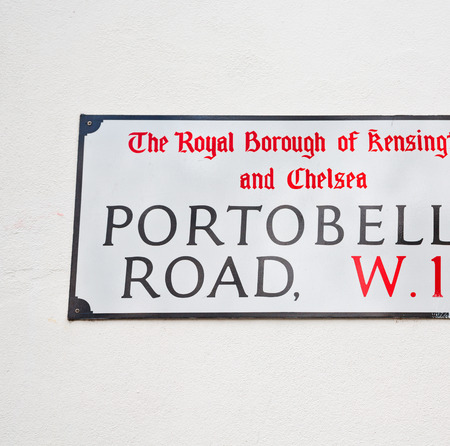 The Royal Borough of Kensing
and Chelsea
PORTOBELL
ROAD, W.1